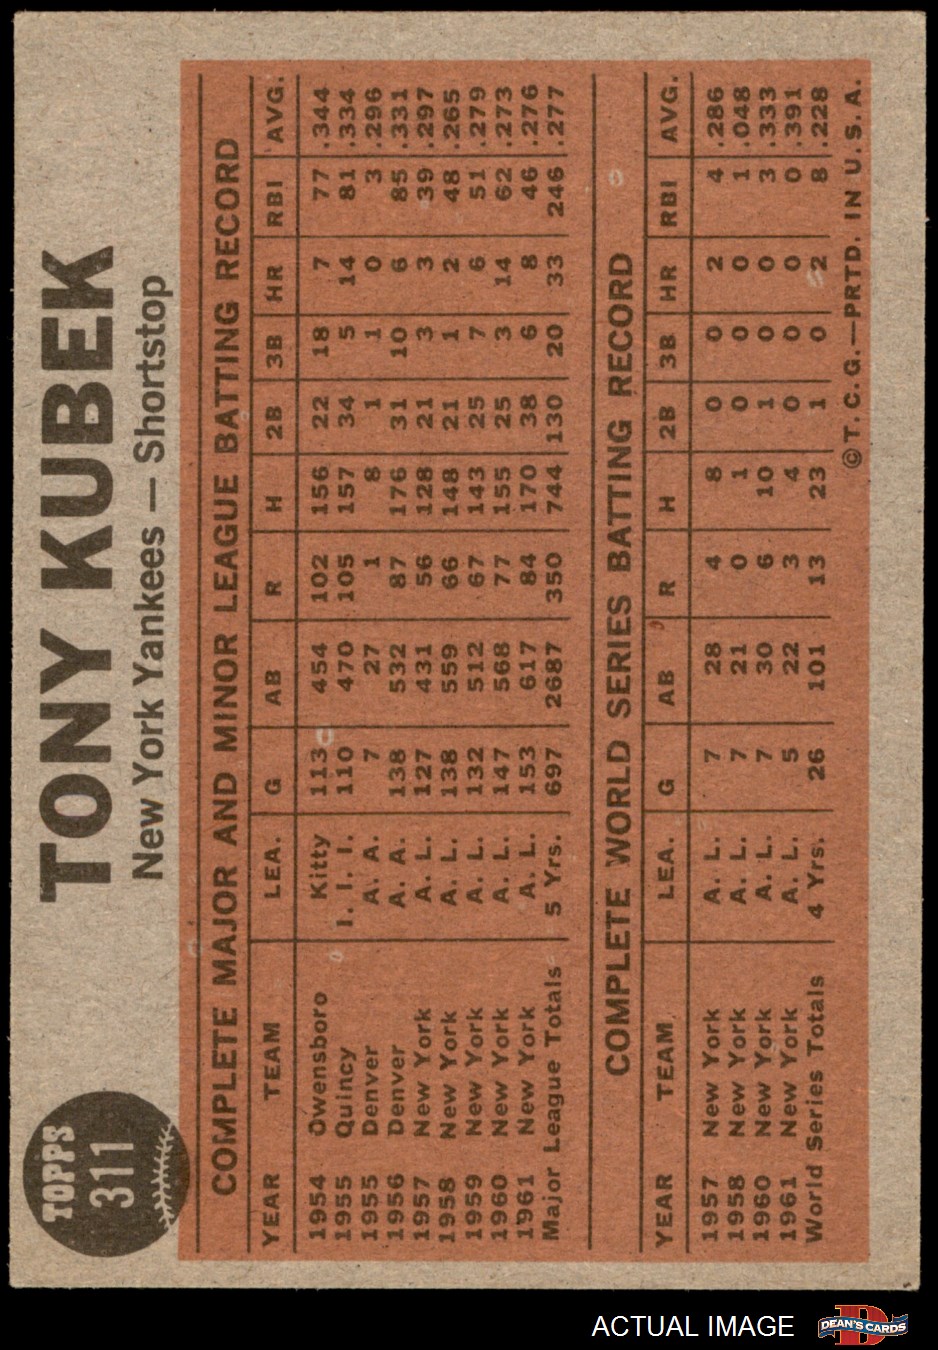 TOPPS
311
TONY KUBEK
New York Yankees — Shortstop
COMPLETE MAJOR AND MINOR LEAGUE BATTING RECORD
YEAR TEAM LEA. G AB R H 2B 3B HR RBI AVG.
1954 Owensboro Kitty 113 454 102 156 22 18 7 77 .344
1955 Quincy I. I. I. 110 470 105 157 34 5 14 81 .334
1955 Denver A. A. 7 27 1 8 1 1 0 3 .296
1956 Denver A. A. 138 532 87 176 31 10 6 85 .331
1957 New York A. L. 127 431 56 128 21 3 3 39 .297
1958 New York A. L. 138 559 66 148 21 1 2 48 .265
1959 New York A. L. 132 512 67 143 25 7 6 51 .279
1960 New York A. L. 147 568 77 155 25 3 14 62 .273
1961 New York A. L. 153 617 84 170 38 6 8 46 .276
Major League Totals 5 Yrs. 697 2687 350 744 130 20 33 246 .277
COMPLETE WORLD SERIES BATTING RECORD
YEAR TEAM LEA. G AB R H 2B 3B HR RBI AVG.
1957 New York A. L. 7 28 4 8 0 0 2 4 .286
1958 New York A. L. 7 21 0 1 0 0 0 1 .048
1960 New York A. L. 7 30 6 10 1 0 0 3 .333
1961 New York A. L. 5 22 3 4 0 0 0 0 .391
World Series Totals 4 Yrs. 26 101 13 23 1 0 2 8 .228
© T. C. G.—PRTD. IN U. S. A.
ACTUAL IMAGE
DEAN'S CARDS